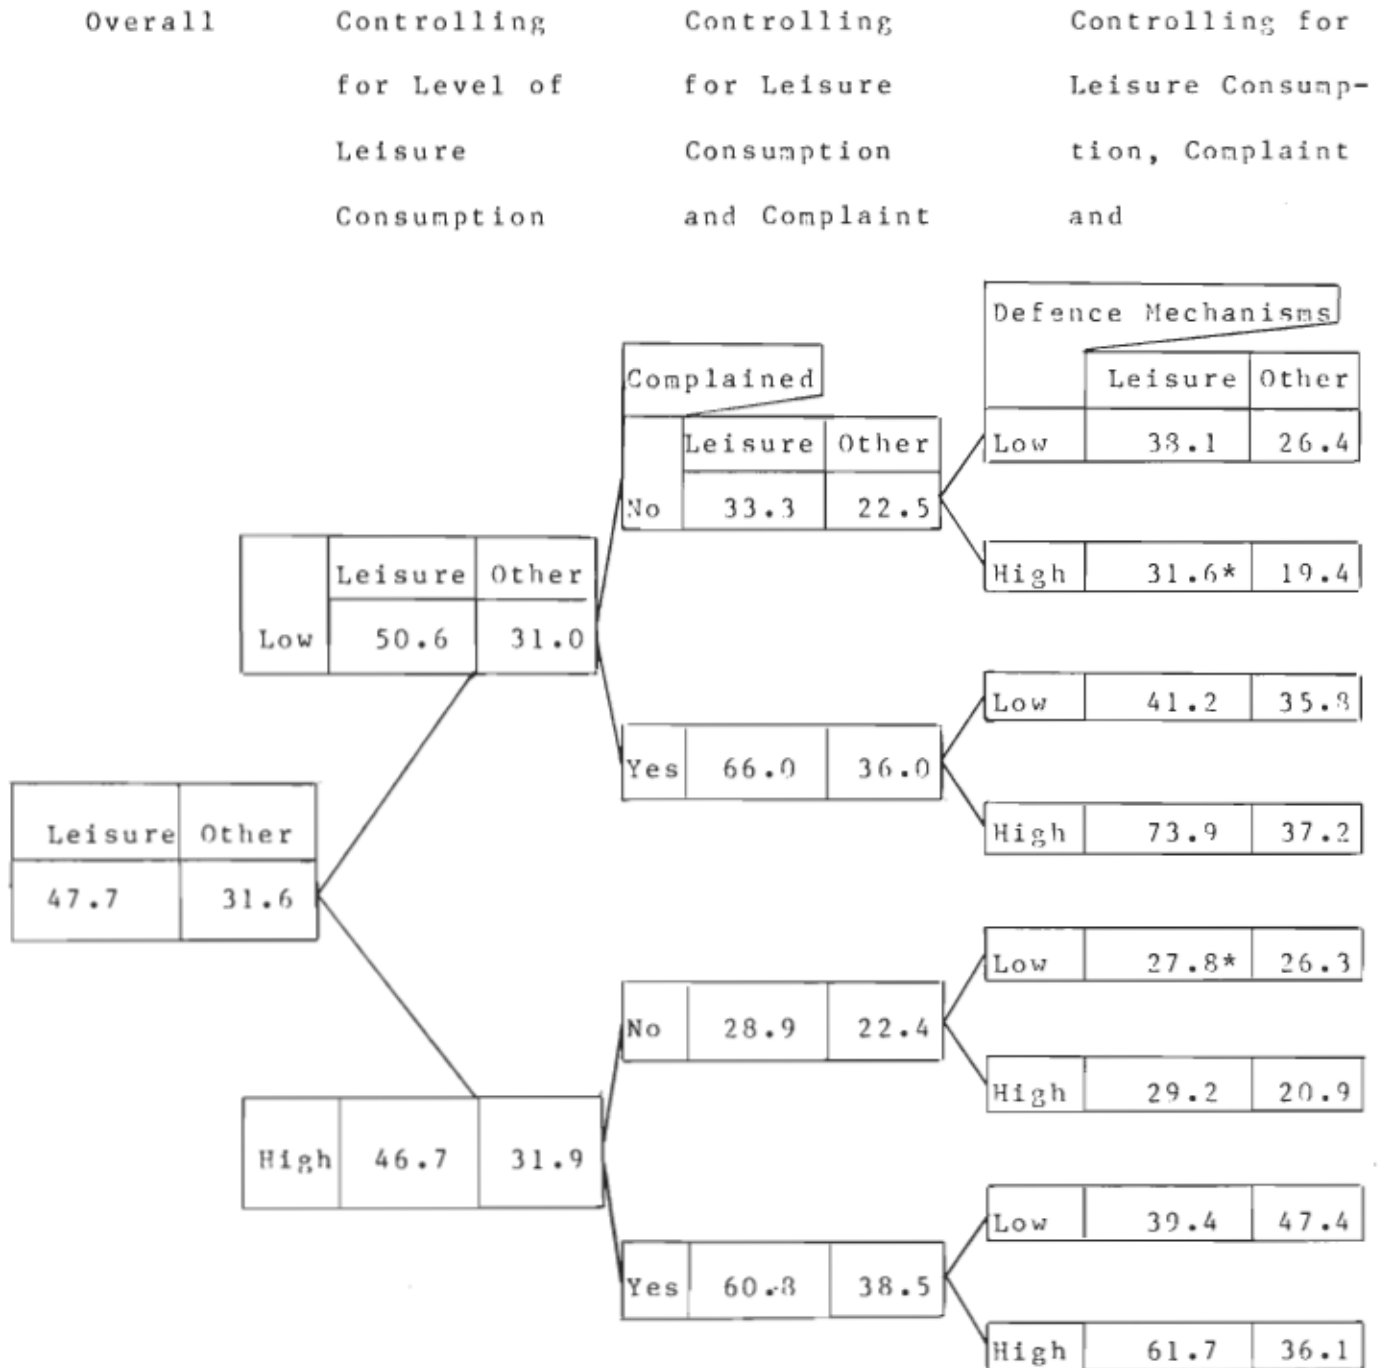 Overall Controlling Controlling Controlling for
for Level of for Leisure Leisure Consump-
Leisure Consumption tion, Complaint
Consumption and Complaint and
Defence Mechanisms
Complained
Leisure Other
Leisure Other
Low 38.1 26.4
No 33.3 22.5
Leisure Other
High 31.6* 19.4
Low 50.6 31.0
Low 41.2 35.8
Yes 66.0 36.0
Leisure Other
High 73.9 37.2
47.7 31.6
Low 27.8* 26.3
No 28.9 22.4
High 29.2 20.9
High 46.7 31.9
Low 39.4 47.4
Yes 60.8 38.5
High 61.7 36.1